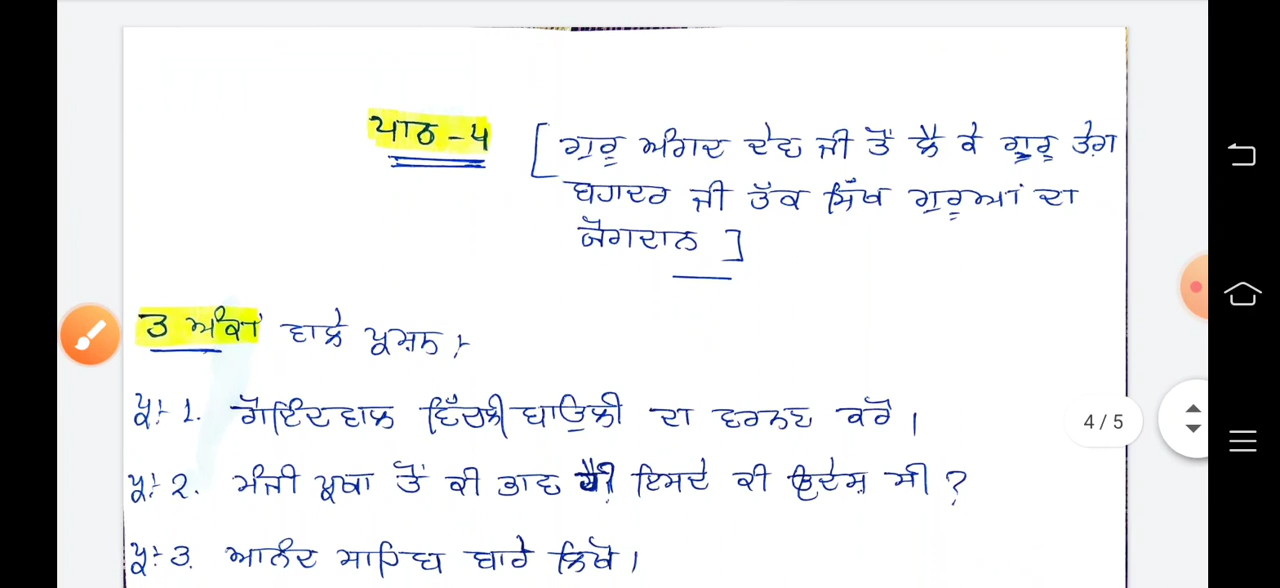 ਪਾਠ -੫
[ ਗੁਰੂ ਅੰਗਦ ਦੇਵ ਜੀ ਤੋਂ ਲੈ ਕੇ ਗੁਰੂ ਤੇਗ਼
ਬਹਾਦਰ ਜੀ ਤੱਕ ਸਿੱਖ ਗੁਰੂਆਂ ਦਾ
ਯੋਗਦਾਨ ]
3 ਅੰਕਾਂ ਵਾਲੇ ਪ੍ਰਸ਼ਨ :-
ਪ੍ਰ:- 1. ਗੋਇੰਦਵਾਲ ਵਿੱਚਲੀ ਬਾਉਲੀ ਦਾ ਵਰਨਣ ਕਰੋ ।
4 / 5
ਪ੍ਰ:- 2. ਮੰਜੀ ਪ੍ਰਥਾ ਤੋਂ ਕੀ ਭਾਵ ਹੈ? ਇਸਦੇ ਕੀ ਉਦੇਸ਼ ਸੀ ?
ਪ੍ਰ:- 3. ਆਨੰਦ ਸਾਹਿਬ ਬਾਰੇ ਲਿਖੋ ।